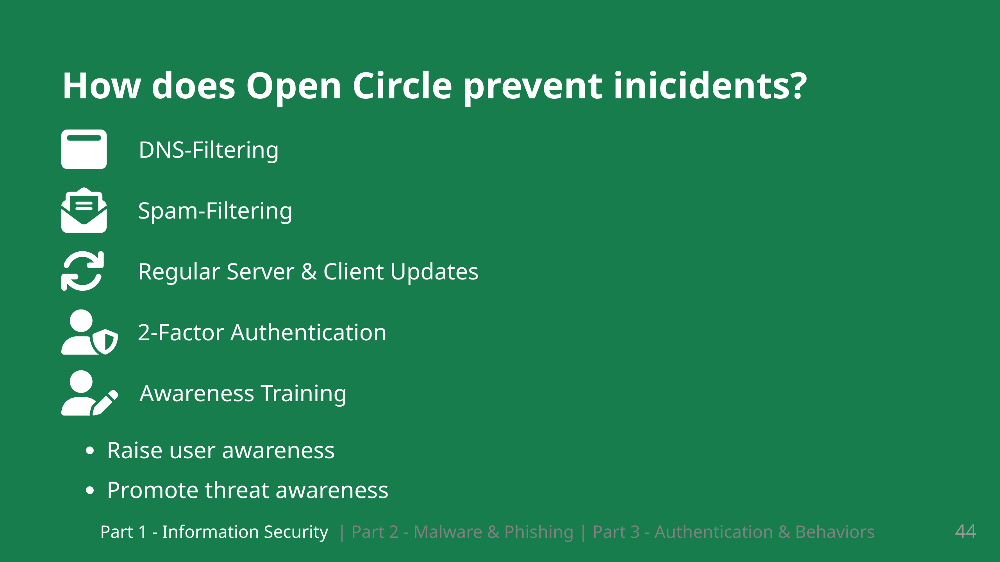 How does Open Circle prevent inicidents?
DNS-Filtering
Spam-Filtering
Regular Server & Client Updates
2-Factor Authentication
Awareness Training
• Raise user awareness
• Promote threat awareness
Part 1 - Information Security | Part 2 - Malware & Phishing | Part 3 - Authentication & Behaviors 44